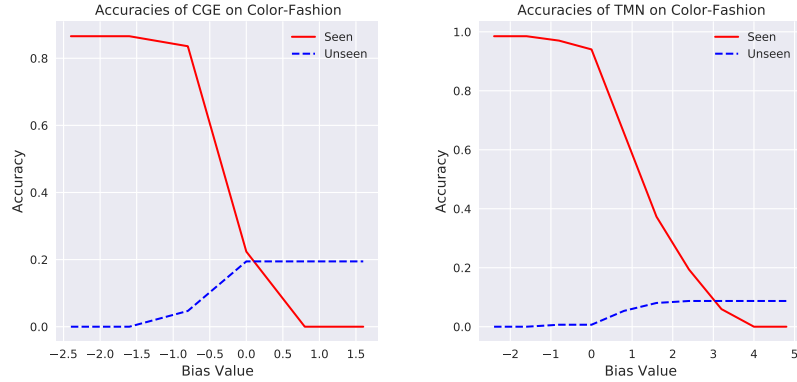 Accuracies of CGE on Color-Fashion
Seen
Unseen
Accuracy
0.8
0.6
0.4
0.2
0.0
−2.5 −2.0 −1.5 −1.0 −0.5 0.0 0.5 1.0 1.5
Bias Value
Accuracies of TMN on Color-Fashion
Seen
Unseen
Accuracy
1.0
0.8
0.6
0.4
0.2
0.0
−2 −1 0 1 2 3 4 5
Bias Value